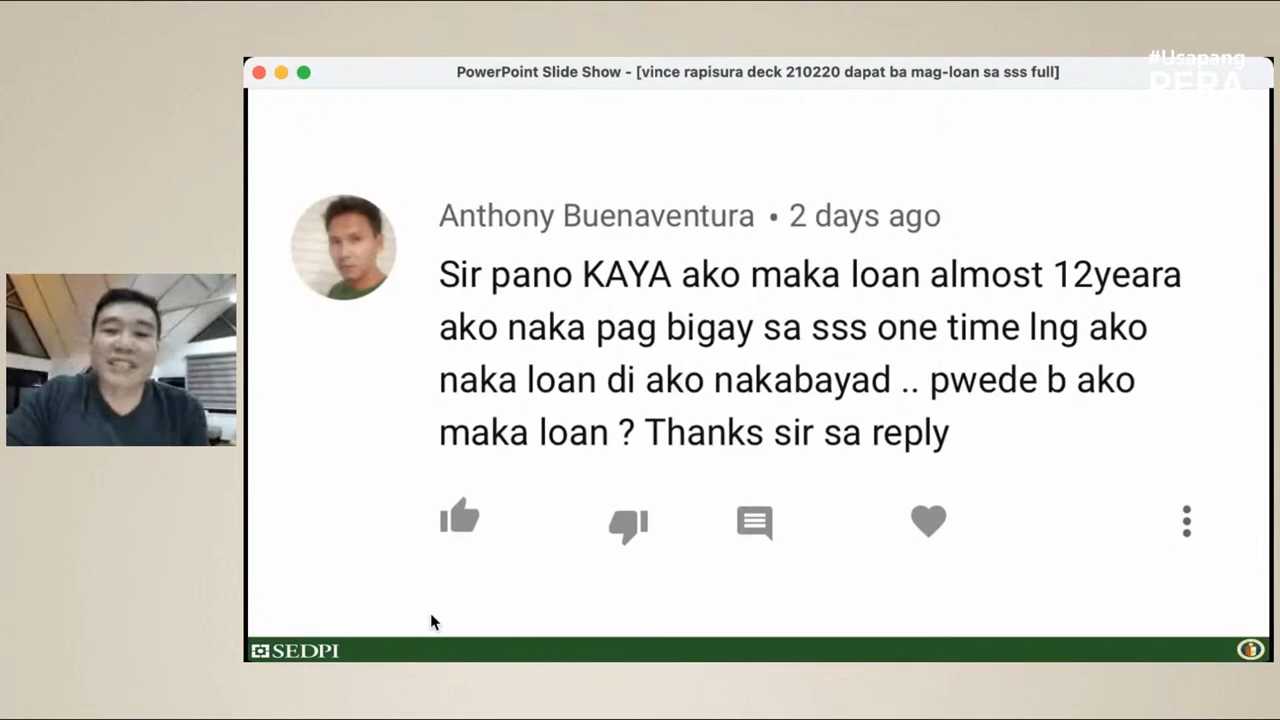 #Usapang
PERA
PowerPoint Slide Show - [vince rapisura deck 210220 dapat ba mag-loan sa sss full]
Anthony Buenaventura • 2 days ago
Sir pano KAYA ako maka loan almost 12yeara
ako naka pag bigay sa sss one time lng ako
naka loan di ako nakabayad .. pwede b ako
maka loan ? Thanks sir sa reply
SEDPI